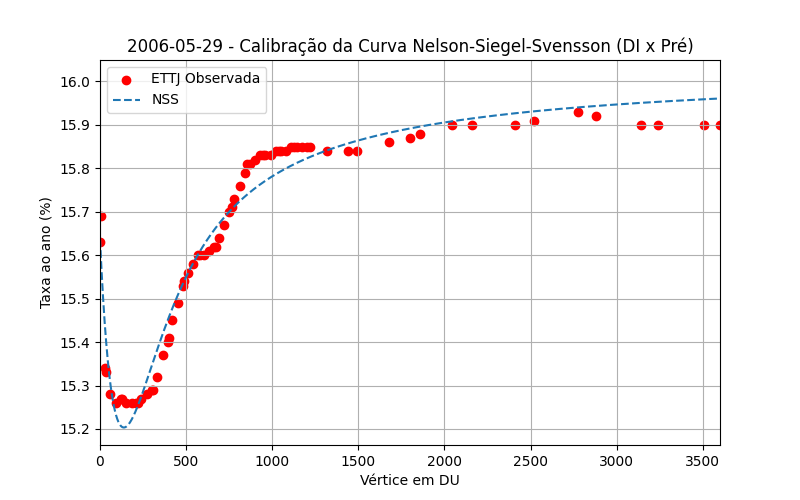 2006-05-29 - Calibração da Curva Nelson-Siegel-Svensson (DI x Pré)
ETTJ Observada
NSS
Taxa ao ano (%)
16.0
15.9
15.8
15.7
15.6
15.5
15.4
15.3
15.2
0 500 1000 1500 2000 2500 3000 3500
Vértice em DU